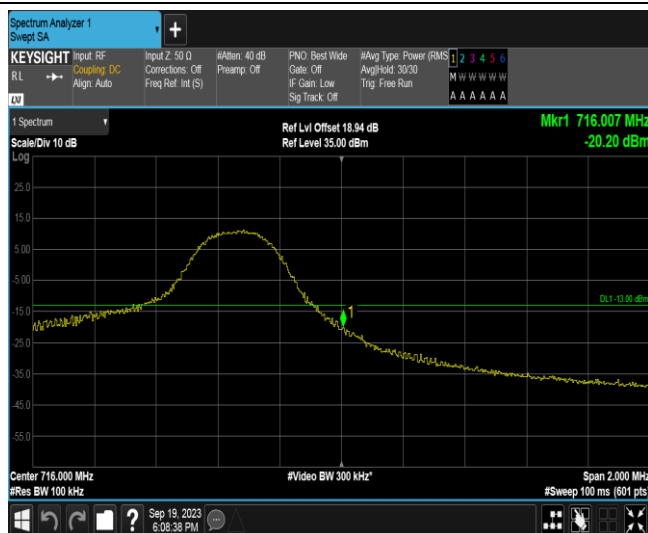 Spectrum Analyzer 1
Swept SA
+
KEYSIGHT
RL
LXI
Input: RF
Coupling: DC
Align: Auto
Input Z: 50 Ω
Corrections: Off
Freq Ref: Int (S)
#Atten: 40 dB
Preamp: Off
PNO: Best Wide
Gate: Off
IF Gain: Low
Sig Track: Off
#Avg Type: Power (RMS
Avg|Hold: 30/30
Trig: Free Run
1 2 3 4 5 6
M W W W W W
A A A A A A
1 Spectrum
Scale/Div 10 dB
Ref Lvl Offset 18.94 dB
Ref Level 35.00 dBm
Mkr1 716.007 MHz
-20.20 dBm
Log
25.0
15.0
5.00
-5.00
-15.0
-25.0
-35.0
-45.0
-55.0
DL1 -13.00 dBm
1
Center 716.000 MHz
#Res BW 100 kHz
#Video BW 300 kHz*
Span 2.000 MHz
#Sweep 100 ms (601 pts)
?
Sep 19, 2023
6:08:38 PM